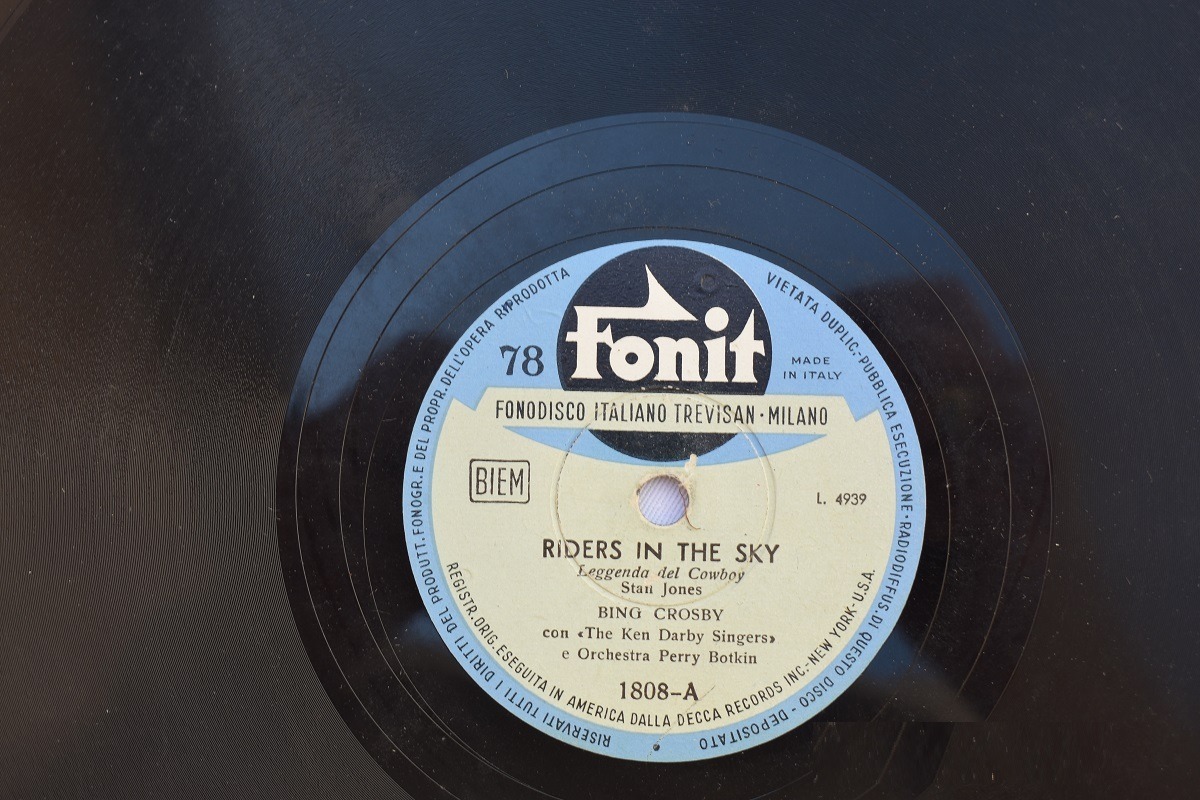 Fonit
78
MADE
IN ITALY
FONODISCO ITALIANO TREVISAN·MILANO
BIEM
L. 4939
RIDERS IN THE SKY
Leggenda del Cowboy
Stan Jones
BING CROSBY
con «The Ken Darby Singers»
e Orchestra Perry Botkin
1808-A
REGISTR. ORIG. ESEGUITA IN AMERICA DALLA DECCA RECORDS INC.-NEW YORK-U.S.A.
RISERVATI TUTTI I DIRITTI DEL PRODUTT. FONOGR. E DEL PROPR. DELL'OPERA RIPRODOTTA
VIETATA DUPLIC.-PUBBLICA ESECUZIONE·RADIODIFFUS. DI QUESTO DISCO - DEPOSITATO